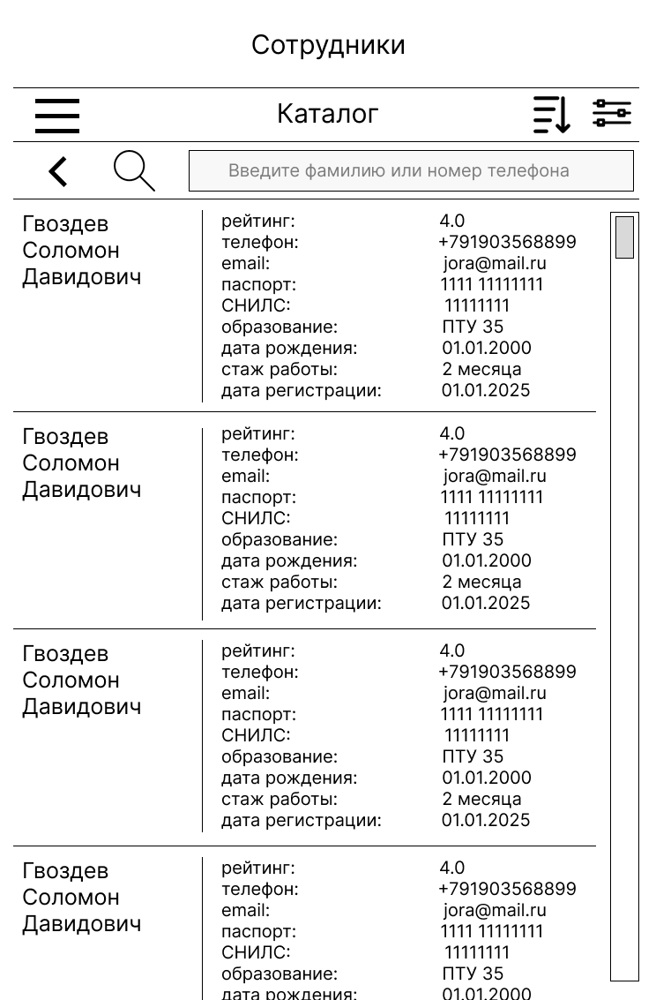 Сотрудники
Каталог
Введите фамилию или номер телефона
Гвоздев
Соломон
Давидович
рейтинг: 4.0
телефон: +791903568899
email: jora@mail.ru
паспорт: 1111 11111111
СНИЛС: 11111111
образование: ПТУ 35
дата рождения: 01.01.2000
стаж работы: 2 месяца
дата регистрации: 01.01.2025
Гвоздев
Соломон
Давидович
рейтинг: 4.0
телефон: +791903568899
email: jora@mail.ru
паспорт: 1111 11111111
СНИЛС: 11111111
образование: ПТУ 35
дата рождения: 01.01.2000
стаж работы: 2 месяца
дата регистрации: 01.01.2025
Гвоздев
Соломон
Давидович
рейтинг: 4.0
телефон: +791903568899
email: jora@mail.ru
паспорт: 1111 11111111
СНИЛС: 11111111
образование: ПТУ 35
дата рождения: 01.01.2000
стаж работы: 2 месяца
дата регистрации: 01.01.2025
Гвоздев
Соломон
Давидович
рейтинг: 4.0
телефон: +791903568899
email: jora@mail.ru
паспорт: 1111 11111111
СНИЛС: 11111111
образование: ПТУ 35
дата рождения: 01.01.2000